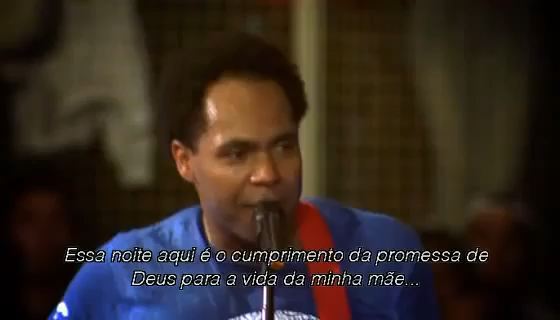 Essa noite aqui é o cumprimento da promessa de
Deus para a vida da minha mãe...